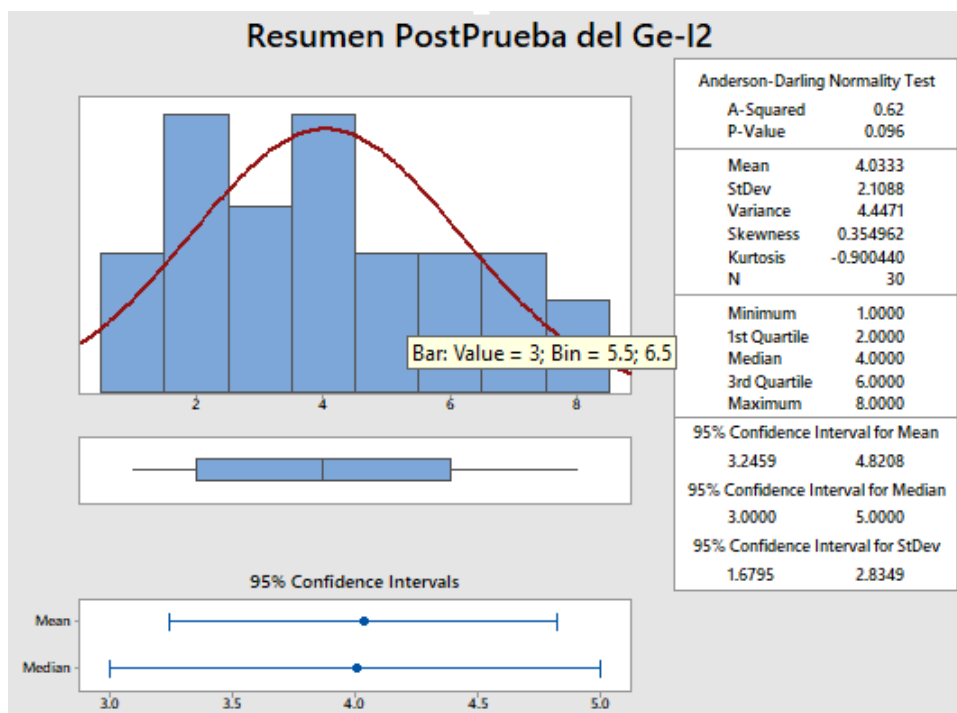 Resumen PostPrueba del Ge-I2
Bar: Value = 3; Bin = 5.5; 6.5
2 4 6 8
95% Confidence Intervals
Mean
Median
3.0 3.5 4.0 4.5 5.0
Anderson-Darling Normality Test
A-Squared 0.62
P-Value 0.096
Mean 4.0333
StDev 2.1088
Variance 4.4471
Skewness 0.354962
Kurtosis -0.900440
N 30
Minimum 1.0000
1st Quartile 2.0000
Median 4.0000
3rd Quartile 6.0000
Maximum 8.0000
95% Confidence Interval for Mean
3.2459 4.8208
95% Confidence Interval for Median
3.0000 5.0000
95% Confidence Interval for StDev
1.6795 2.8349